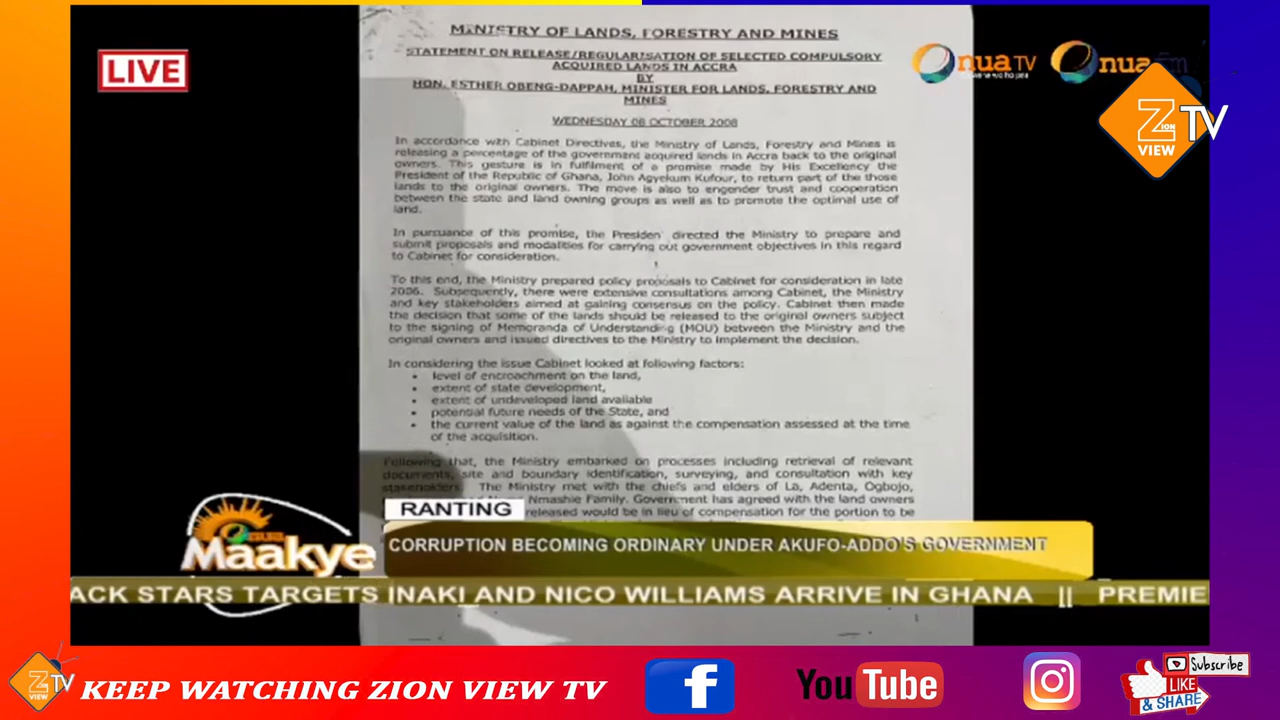 LIVE
MINISTRY OF LANDS, FORESTRY AND MINES
STATEMENT ON RELEASE/REGULARISATION OF SELECTED COMPULSORY
ACQUIRED LANDS IN ACCRA
BY
HON. ESTHER OBENG-DAPPAH, MINISTER FOR LANDS, FORESTRY AND
MINES
WEDNESDAY 08 OCTOBER 2008
In accordance with Cabinet Directives, the Ministry of Lands, Forestry and Mines is
releasing a percentage of the government acquired lands in Accra back to the original
owners. This gesture is in fulfilment of a promise made by His Excellency the
President of the Republic of Ghana, John Agyekum Kufour, to return part of the those
lands to the original owners. The move is also to engender trust and cooperation
between the state and land owning groups as well as to promote the optimal use of
land.
In pursuance of this promise, the Presiden directed the Ministry to prepare and
submit proposals and modalities for carrying out government objectives in this regard
to Cabinet for consideration.
To this end, the Ministry prepared policy proposals to Cabinet for consideration in late
2006. Subsequently, there were extensive consultations among Cabinet, the Ministry
and key stakeholders aimed at gaining consensus on the policy. Cabinet then made
the decision that some of the lands should be released to the original owners subject
to the signing of Memoranda of Understanding (MOU) between the Ministry and the
original owners and issued directives to the Ministry to implement the decision.
In considering the issue Cabinet looked at following factors:
• level of encroachment on the land,
• extent of state development,
• extent of undeveloped land available
• potential future needs of the State, and
• the current value of the land as against the compensation assessed at the time
of the acquisition.
Following that, the Ministry embarked on processes including retrieval of relevant
documents, site and boundary identification, surveying, and consultation with key
stakeholders. The Ministry met with the chiefs and elders of La, Adenta, Ogbojo,
Nmashie Family. Government has agreed with the land owners
released would be in lieu of compensation for the portion to be
Onua TV
Onua
ZION
VIEW
TV
Onua
Maakye
RANTING
CORRUPTION BECOMING ORDINARY UNDER AKUFO-ADDO'S GOVERNMENT
ACK STARS TARGETS INAKI AND NICO WILLIAMS ARRIVE IN GHANA || PREMIE
Z TV
VIEW
KEEP WATCHING ZION VIEW TV
f
YouTube
Subscribe
LIKE
& SHARE